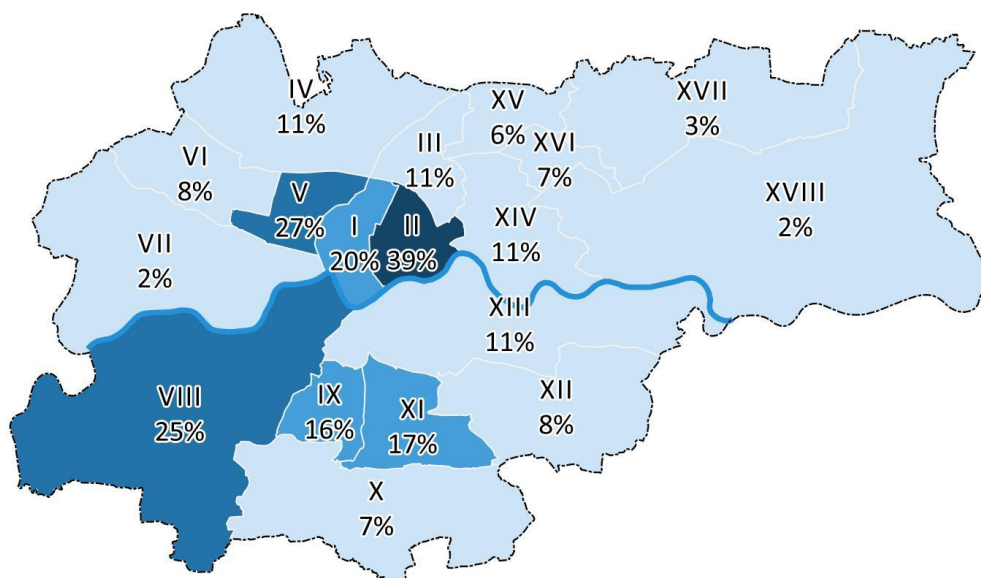 IV
11%
XV
6%
XVII
3%
III
11%
XVI
7%
VI
8%
V
27%
I
20%
II
39%
XIV
11%
XVIII
2%
VII
2%
XIII
11%
VIII
25%
IX
16%
XI
17%
XII
8%
X
7%